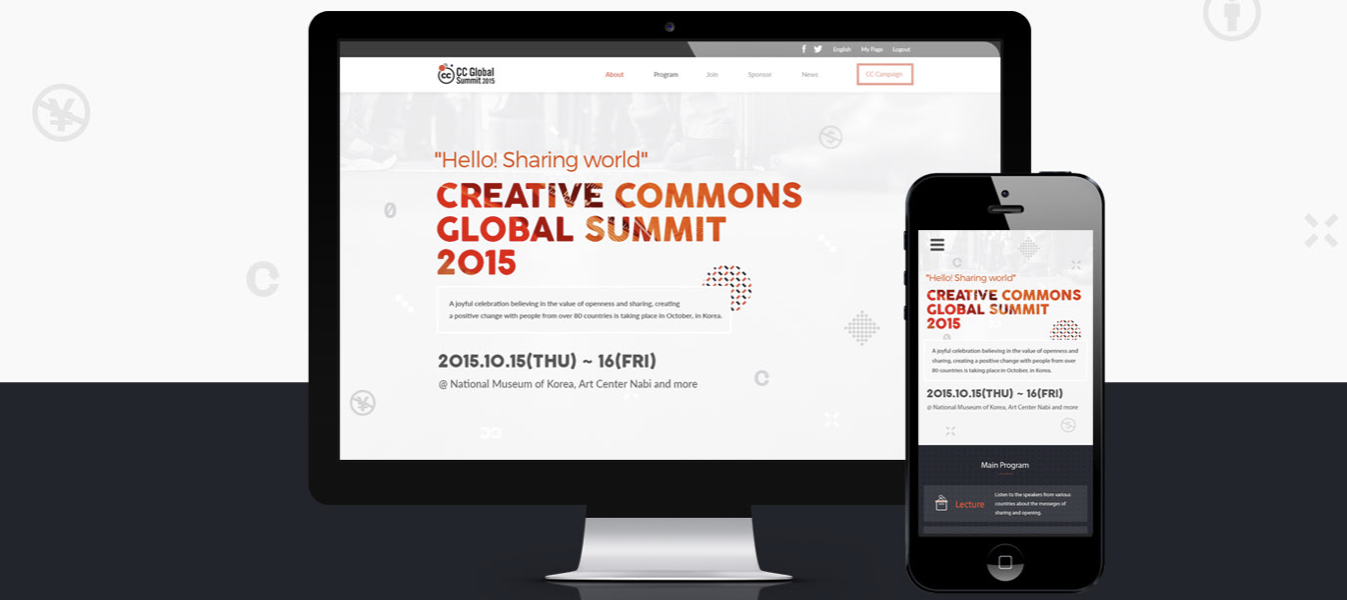 English My Page Logout
CC Global
Summit 2015
About Program Join Sponsor News CC Campaign
"Hello! Sharing world"
CREATIVE COMMONS
GLOBAL SUMMIT
2015
A joyful celebration believing in the value of openness and sharing, creating
a positive change with people from over 80 countries is taking place in October, in Korea.
2015.10.15(THU) ~ 16(FRI)
@ National Museum of Korea, Art Center Nabi and more
"Hello! Sharing world"
CREATIVE COMMONS
GLOBAL SUMMIT
2015
A joyful celebration believing in the value of openness and
sharing, creating a positive change with people from over
80 countries is taking place in October, in Korea.
2015.10.15(THU) ~ 16(FRI)
@ National Museum of Korea, Art Center Nabi and more
Main Program
Lecture
Listen to the speakers from various
countries about the messeges of
sharing and opening.